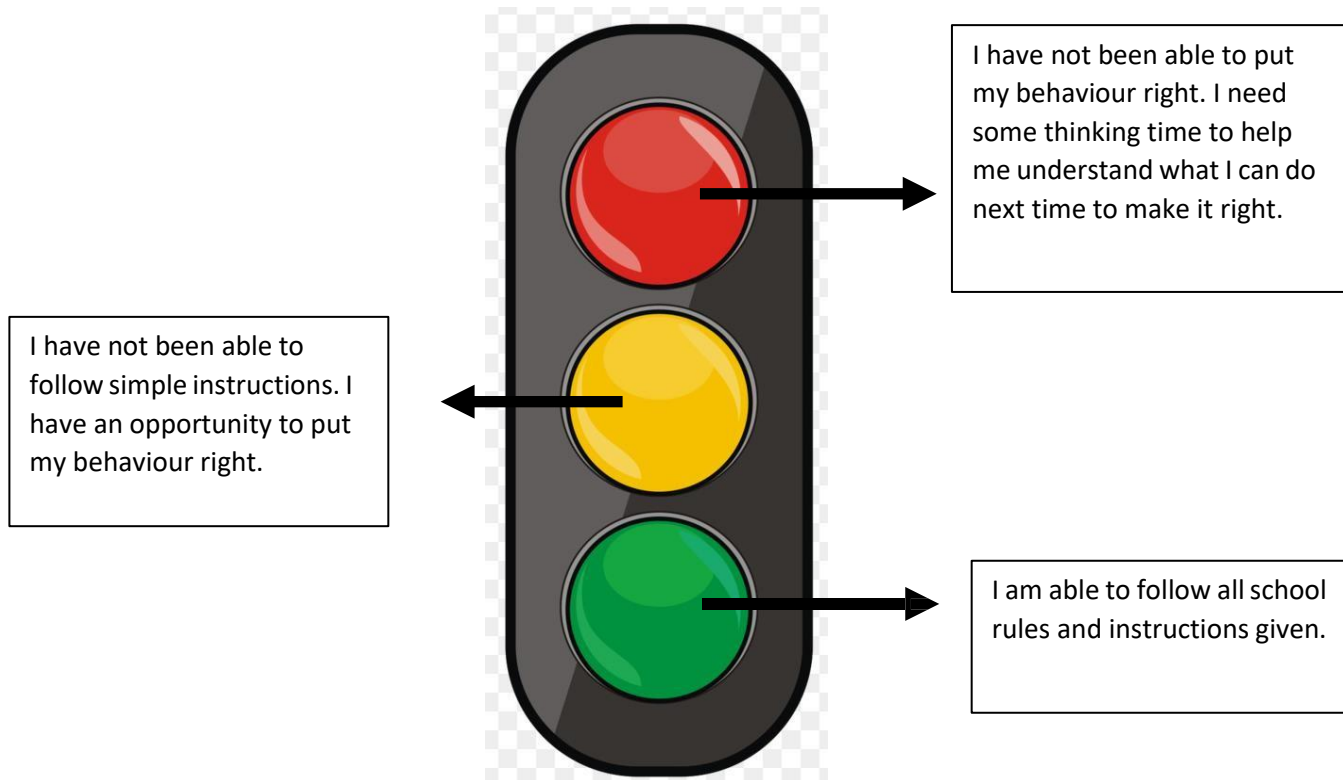 I have not been able to put
my behaviour right. I need
some thinking time to help
me understand what I can do
next time to make it right.
I have not been able to
follow simple instructions. I
have an opportunity to put
my behaviour right.
I am able to follow all school
rules and instructions given.